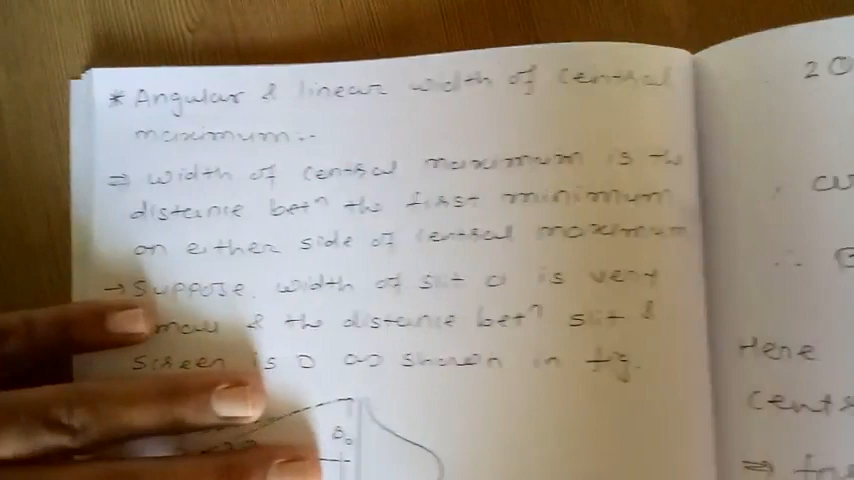 * Angular & linear width of central
maximum:-
⇒ width of central maximum is the
distance betn the first minimum
on either side of central maximum
→ Suppose width of slit a is very
small & the distance betn slit &
screen is D as shown in fig.
β₀
20
Here
⇒